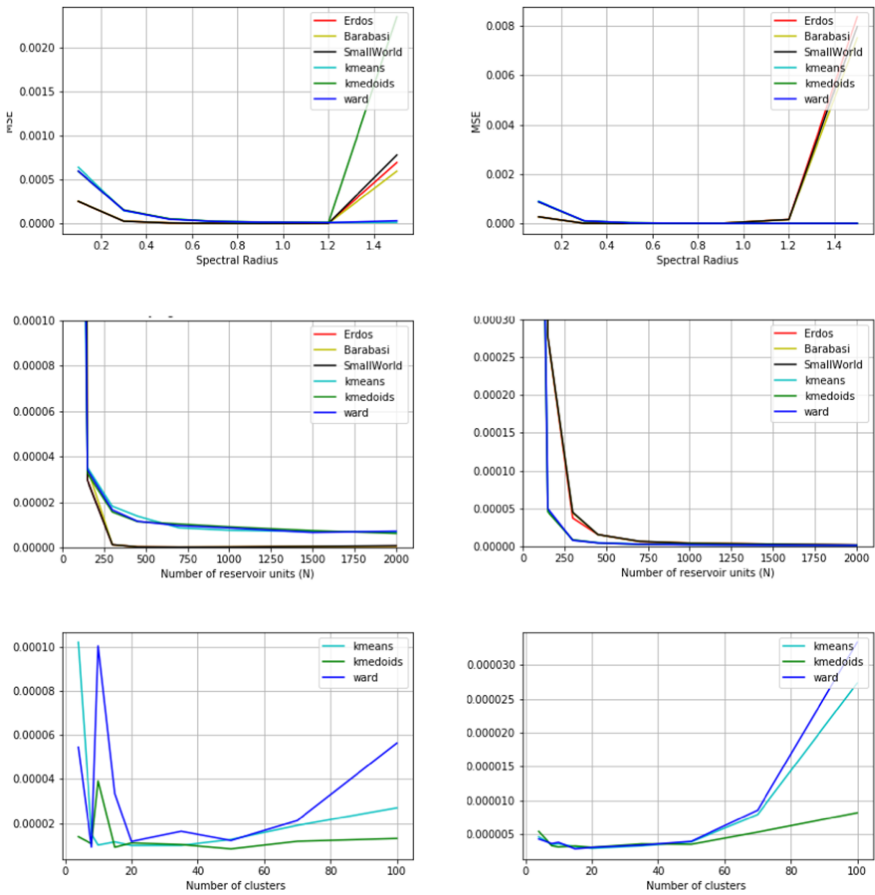 Erdos
Barabasi
SmallWorld
kmeans
kmedoids
ward
0.0020
0.0015
0.0010
0.0005
0.0000
MSE
0.2 0.4 0.6 0.8 1.0 1.2 1.4
Spectral Radius
Erdos
Barabasi
SmallWorld
kmeans
kmedoids
ward
0.008
0.006
0.004
0.002
0.000
MSE
0.2 0.4 0.6 0.8 1.0 1.2 1.4
Spectral Radius
Erdos
Barabasi
SmallWorld
kmeans
kmedoids
ward
0.00010
0.00008
0.00006
0.00004
0.00002
0.00000
0 250 500 750 1000 1250 1500 1750 2000
Number of reservoir units (N)
Erdos
Barabasi
SmallWorld
kmeans
kmedoids
ward
0.00030
0.00025
0.00020
0.00015
0.00010
0.00005
0.00000
0 250 500 750 1000 1250 1500 1750 2000
Number of reservoir units (N)
kmeans
kmedoids
ward
0.00010
0.00008
0.00006
0.00004
0.00002
0 20 40 60 80 100
Number of clusters
kmeans
kmedoids
ward
0.000030
0.000025
0.000020
0.000015
0.000010
0.000005
0 20 40 60 80 100
Number of clusters